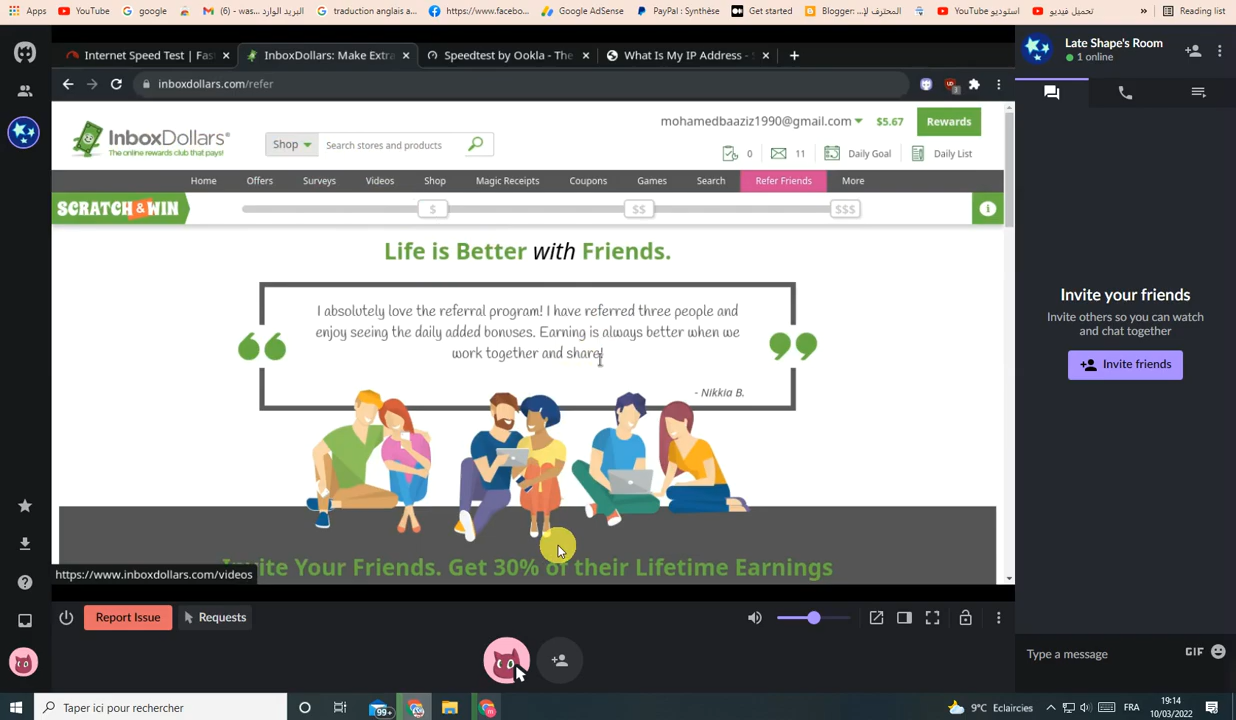 Apps YouTube google (6) - was... البريد الوارد traduction anglais a... https://www.facebo... Google AdSense PayPal : Synthèse Get started Blogger: المحترف لإ... YouTube استوديو تحميل فيديو » Reading list
Internet Speed Test | Fas × InboxDollars: Make Extra × Speedtest by Ookla - The × What Is My IP Address - × +
inboxdollars.com/refer
Late Shape's Room
1 online
InboxDollars®
The online rewards club that pays!
Shop Search stores and products
mohamedbaaziz1990@gmail.com $5.67 Rewards
0 11 Daily Goal Daily List
Home Offers Surveys Videos Shop Magic Receipts Coupons Games Search Refer Friends More
SCRATCH & WIN $ $$ $$$
Life is Better with Friends.
I absolutely love the referral program! I have referred three people and
enjoy seeing the daily added bonuses. Earning is always better when we
work together and share!
- Nikkia B.
Invite Your Friends. Get 30% of their Lifetime Earnings
https://www.inboxdollars.com/videos
Invite your friends
Invite others so you can watch
and chat together
Invite friends
Report Issue Requests
Type a message GIF
Taper ici pour rechercher 99+ 9°C Eclaircies FRA 19:14
10/03/2022